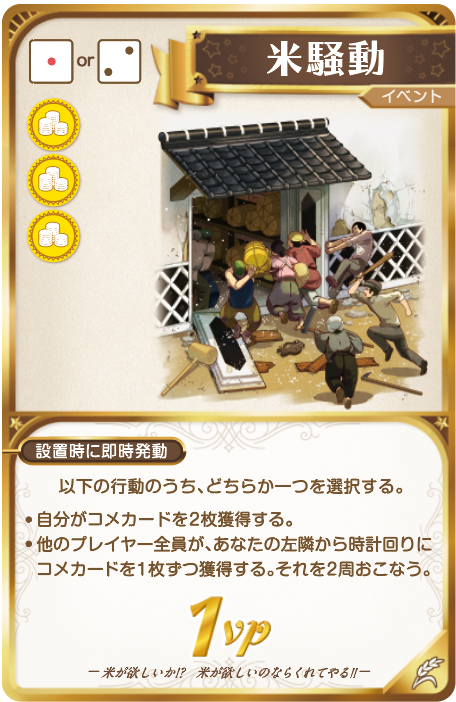 or
米騒動
イベント
設置時に即時発動
以下の行動のうち、どちらか一つを選択する。
•自分がコメカードを2枚獲得する。
•他のプレイヤー全員が、あなたの左隣から時計回りに
コメカードを1枚ずつ獲得する。それを2周おこなう。
1vp
ー米が欲しいか!? 米が欲しいのならくれてやる!!ー